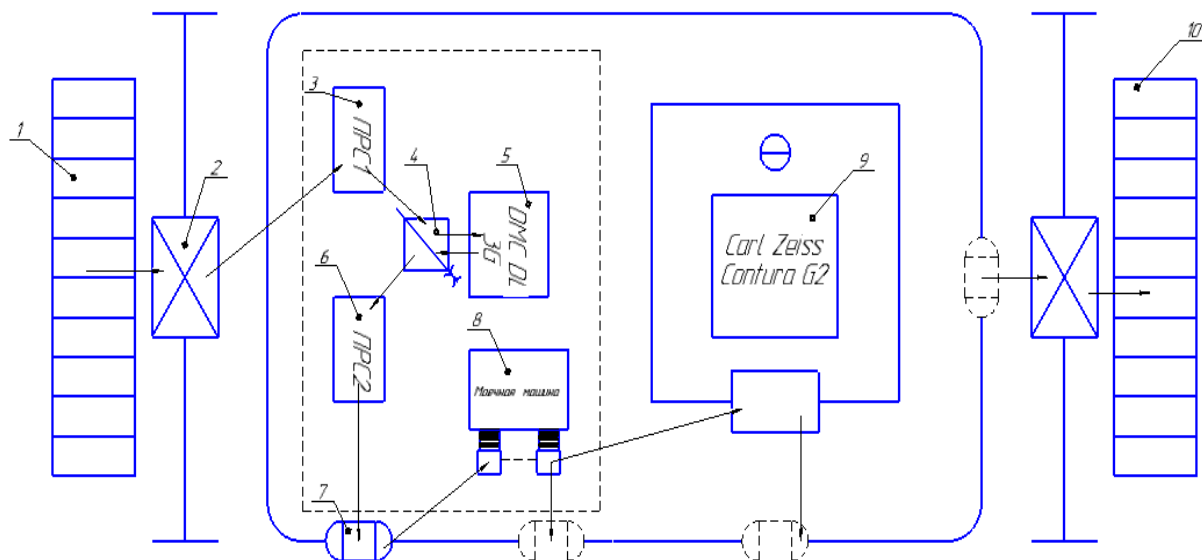 10
3
1
ПРС1
4
5
2
9
DMC DL
3G
Carl Zeiss
Contura G2
6
ПРС2
8
Моечная машина
7